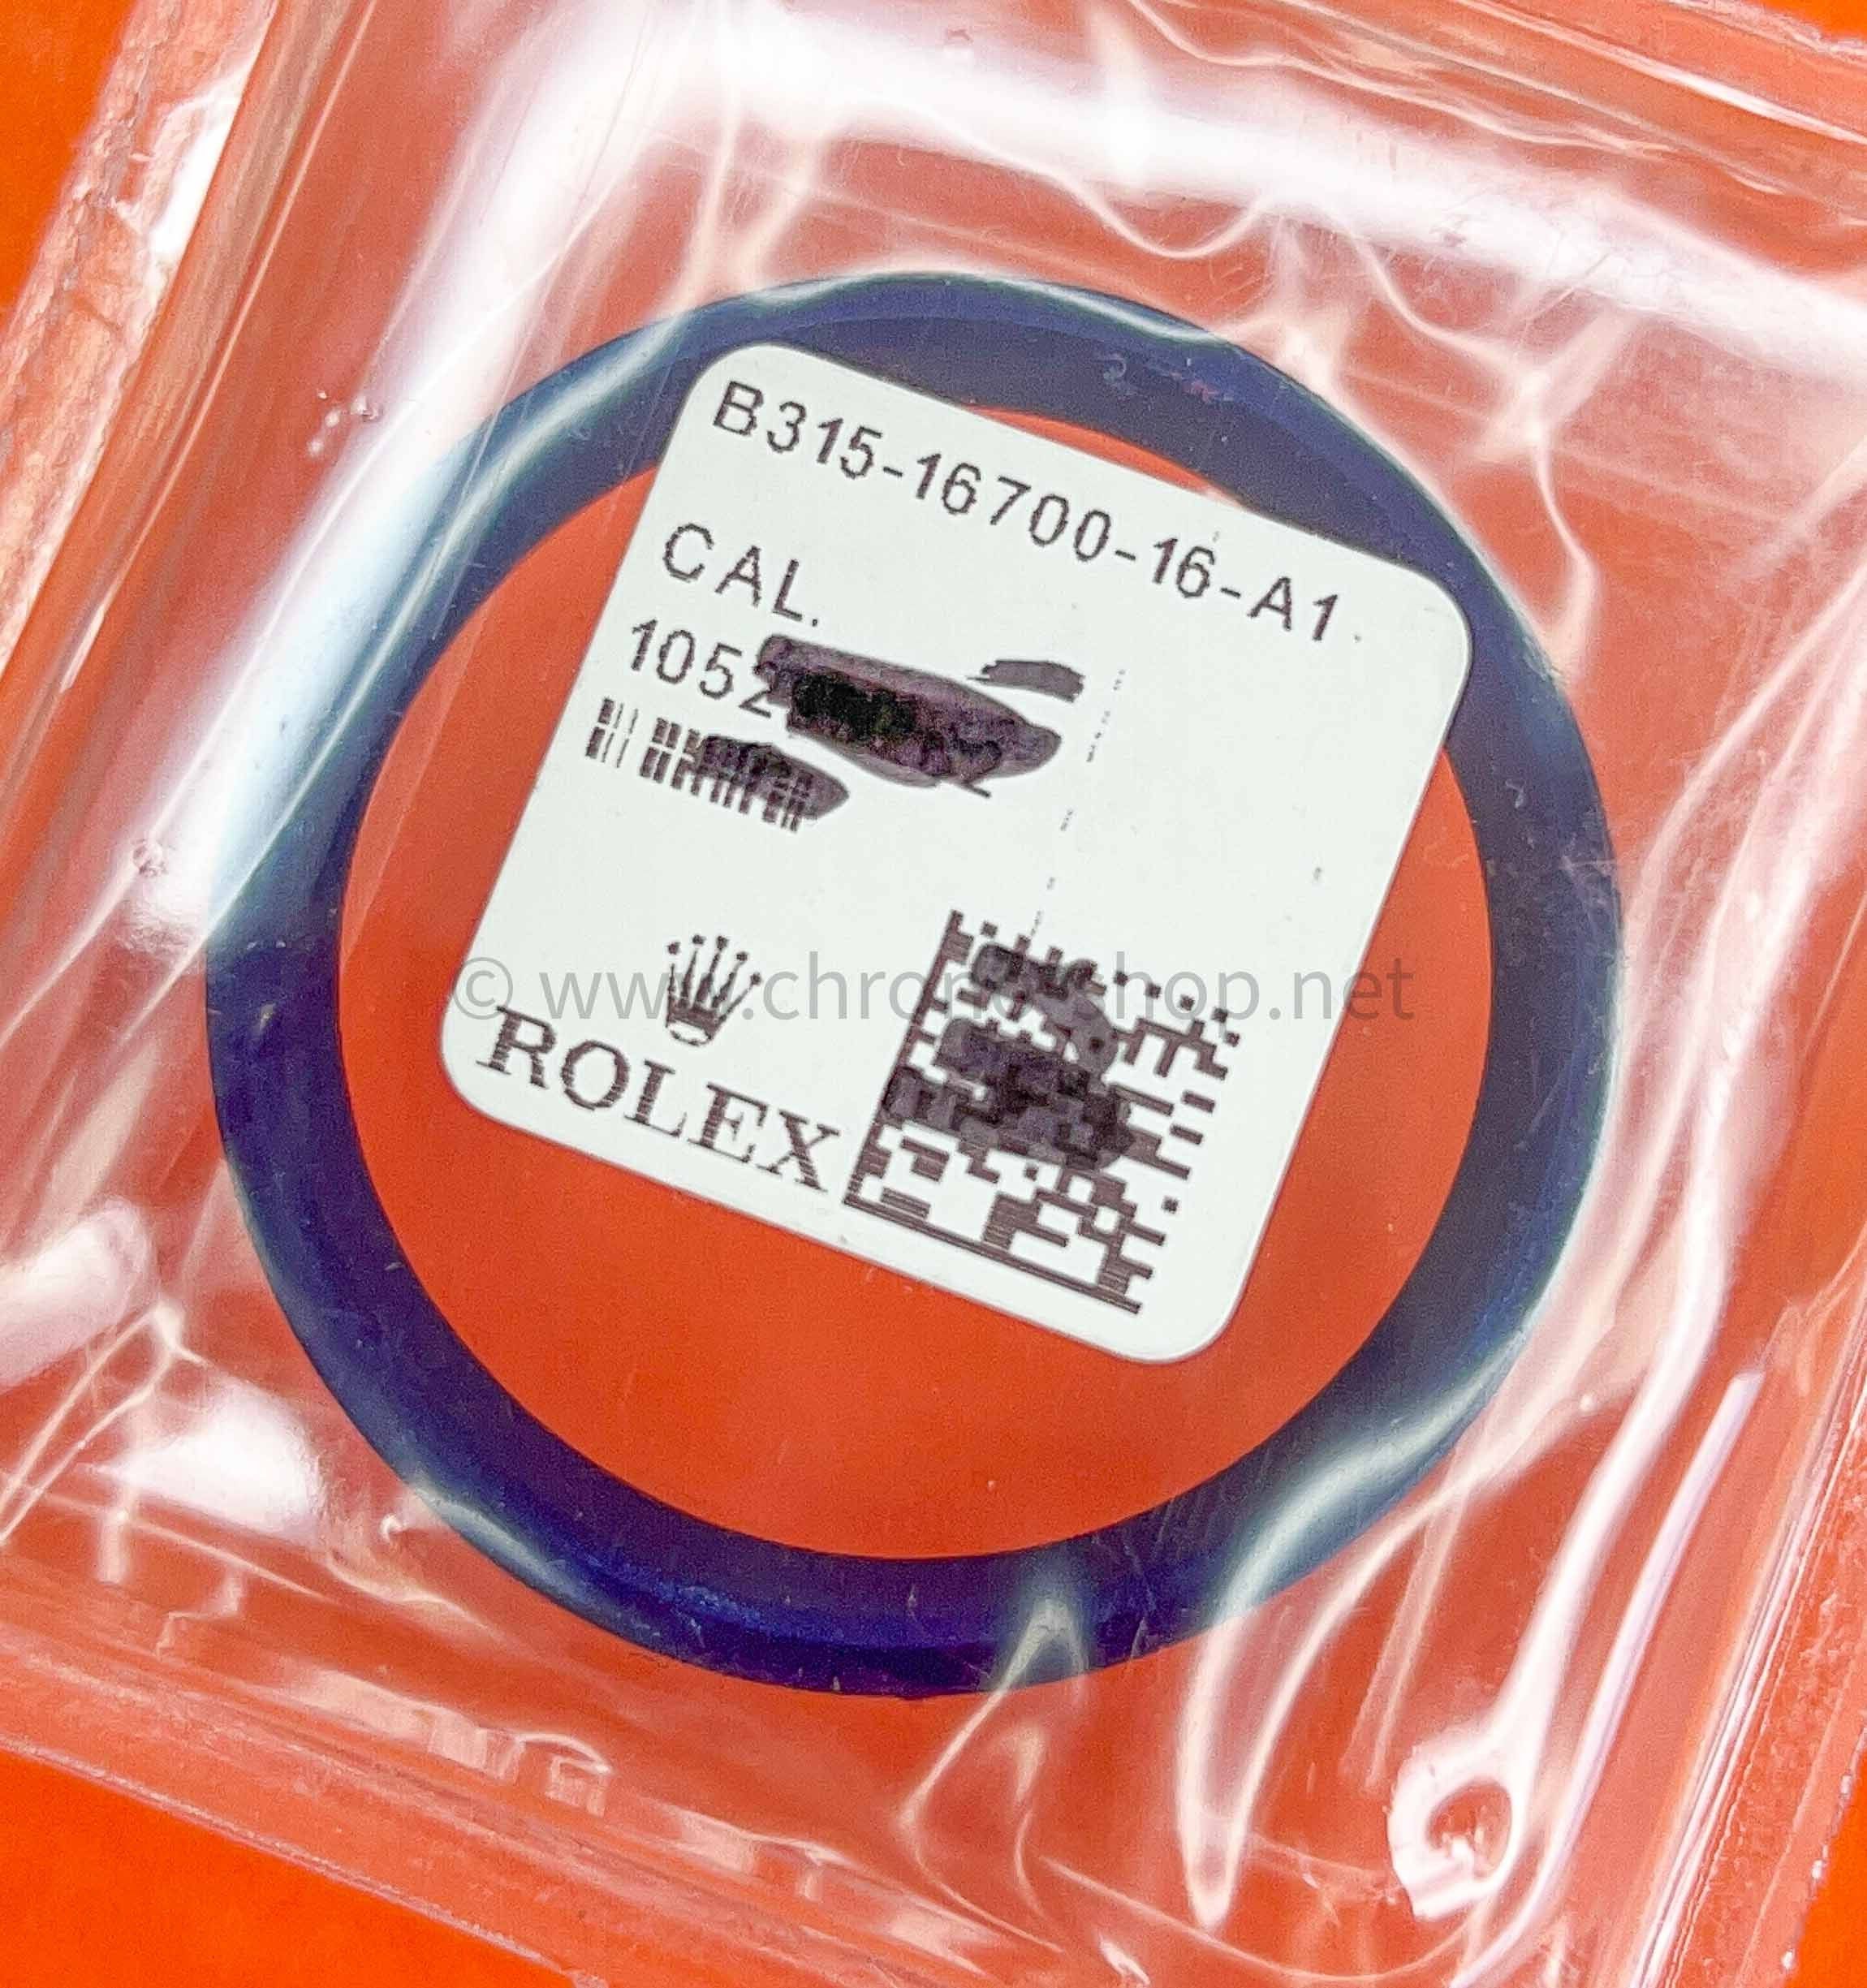 B315-16700-16-A1
CAL.
1052
© www.chrono-shop.net
ROLEX